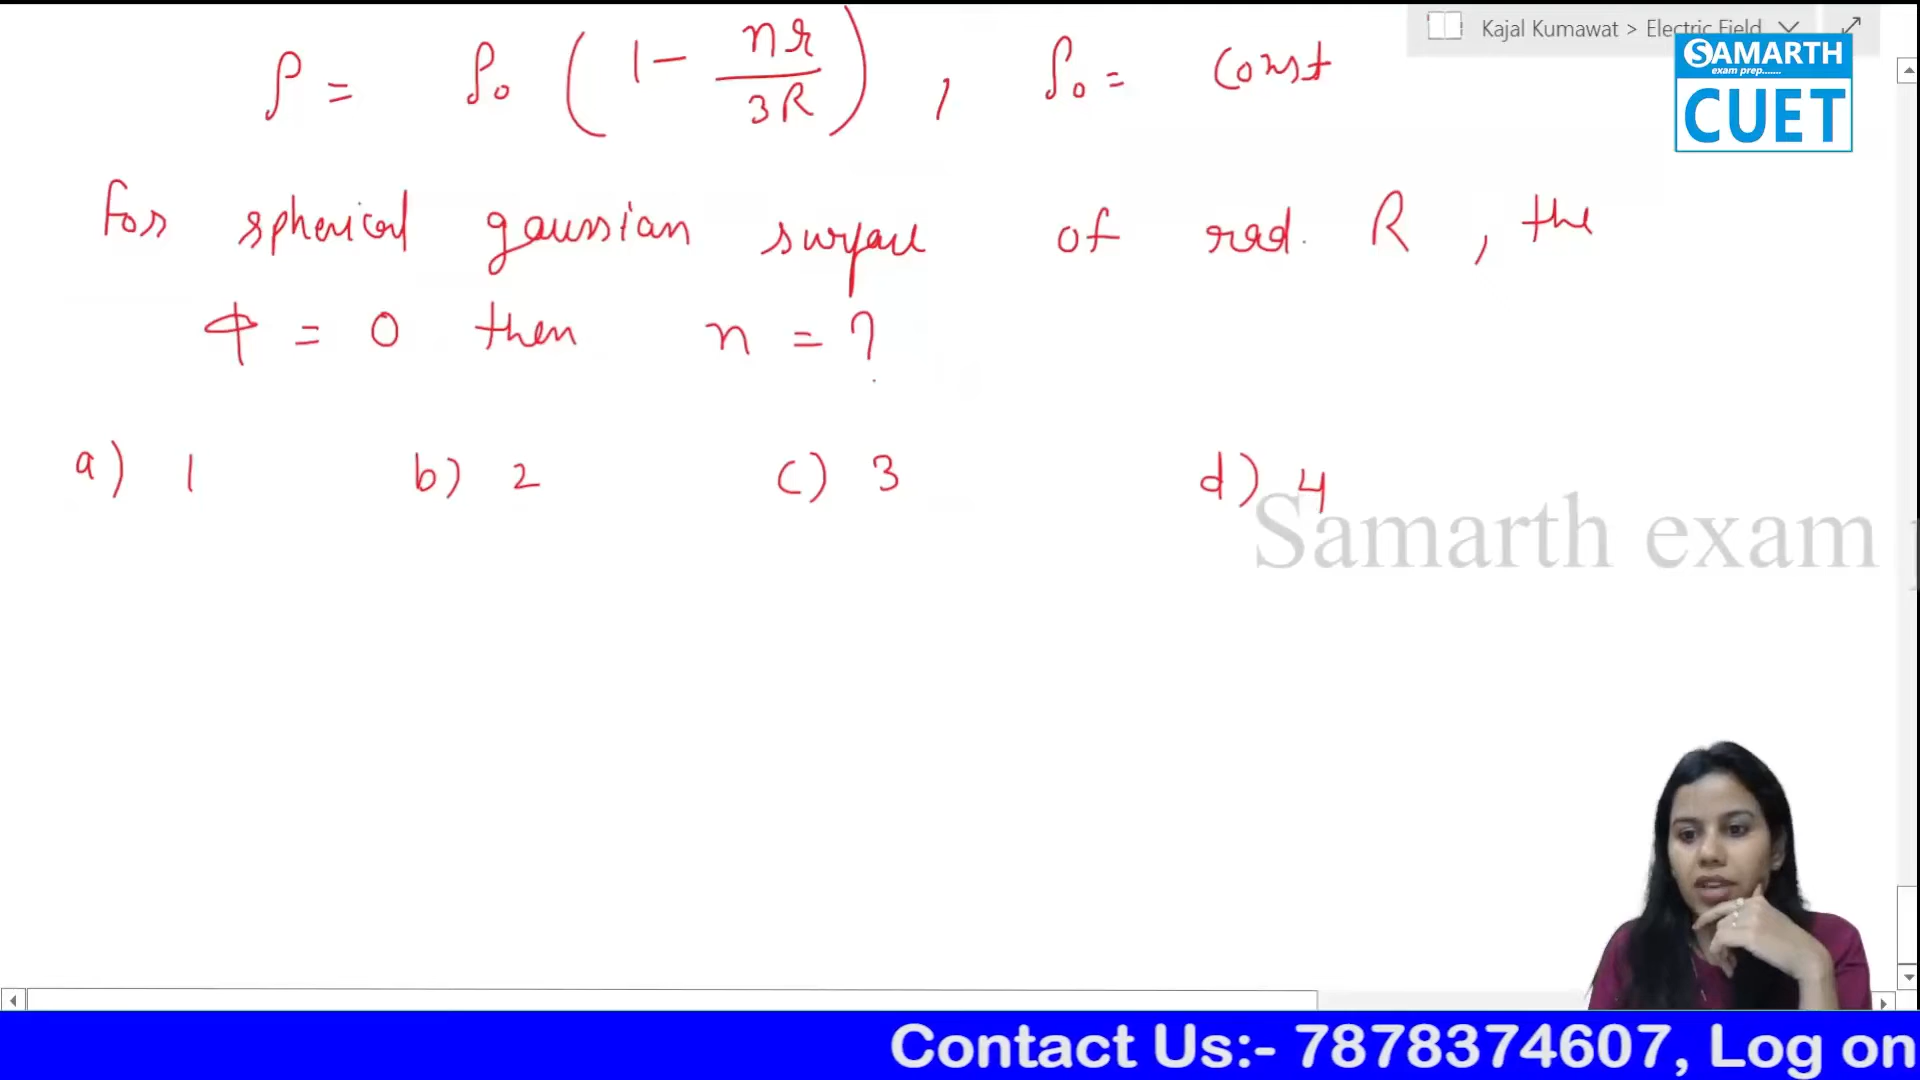 Kajal Kumawat > Electric Field
SAMARTH
exam prep.......
CUET
ρ = ρ₀ (1 - nr/3R), ρ₀ = const
For spherical gaussian surface of rad. R, the
Φ = 0 then n = ?
a) 1 b) 2 c) 3 d) 4
Samarth exam
Contact Us:- 7878374607, Log on